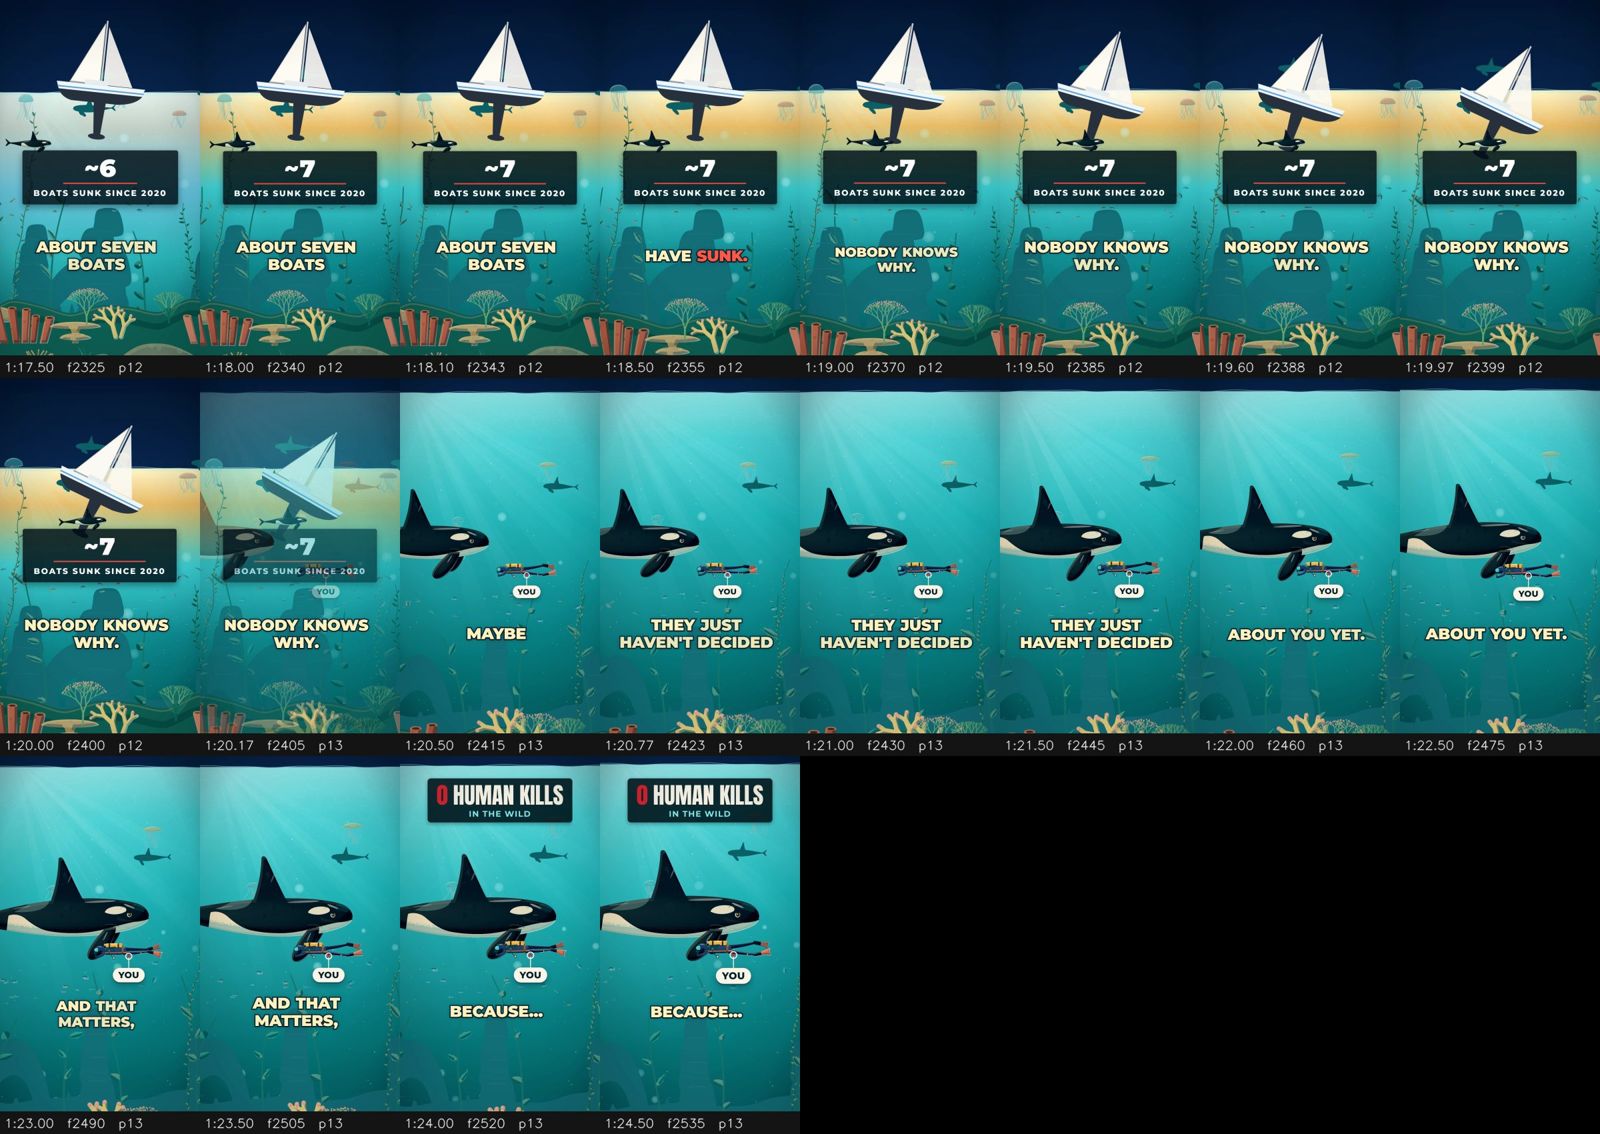 ~6
BOATS SUNK SINCE 2020
ABOUT SEVEN
BOATS
1:17.50 f2325 p12
~7
BOATS SUNK SINCE 2020
ABOUT SEVEN
BOATS
1:18.00 f2340 p12
~7
BOATS SUNK SINCE 2020
ABOUT SEVEN
BOATS
1:18.10 f2343 p12
~7
BOATS SUNK SINCE 2020
HAVE SUNK.
1:18.50 f2355 p12
~7
BOATS SUNK SINCE 2020
NOBODY KNOWS
WHY.
1:19.00 f2370 p12
~7
BOATS SUNK SINCE 2020
NOBODY KNOWS
WHY.
1:19.50 f2385 p12
~7
BOATS SUNK SINCE 2020
NOBODY KNOWS
WHY.
1:19.60 f2388 p12
~7
BOATS SUNK SINCE 2020
NOBODY KNOWS
WHY.
1:19.97 f2399 p12
~7
BOATS SUNK SINCE 2020
NOBODY KNOWS
WHY.
1:20.00 f2400 p12
~7
BOATS SUNK SINCE 2020
YOU
NOBODY KNOWS
WHY.
1:20.17 f2405 p13
YOU
MAYBE
1:20.50 f2415 p13
YOU
THEY JUST
HAVEN'T DECIDED
1:20.77 f2423 p13
YOU
THEY JUST
HAVEN'T DECIDED
1:21.00 f2430 p13
YOU
THEY JUST
HAVEN'T DECIDED
1:21.50 f2445 p13
YOU
ABOUT YOU YET.
1:22.00 f2460 p13
YOU
ABOUT YOU YET.
1:22.50 f2475 p13
YOU
AND THAT
MATTERS,
1:23.00 f2490 p13
YOU
AND THAT
MATTERS,
1:23.50 f2505 p13
0 HUMAN KILLS
IN THE WILD
YOU
BECAUSE...
1:24.00 f2520 p13
0 HUMAN KILLS
IN THE WILD
YOU
BECAUSE...
1:24.50 f2535 p13